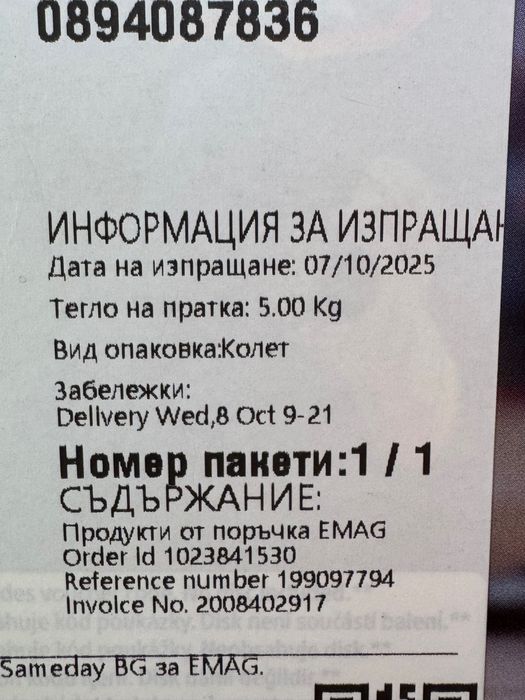 0894087836
ИНФОРМАЦИЯ ЗА ИЗПРАЩАН
Дата на изпращане: 07/10/2025
Тегло на пратка: 5.00 Kg
Вид опаковка:Колет
Забележки:
Dellvery Wed,8 Oct 9-21
Номер пакети:1 / 1
СЪДЪРЖАНИЕ:
Продукти от поръчка EMAG
Order Id 1023841530
Reference number 199097794
Invoice No. 2008402917
Sameday BG за EMAG.